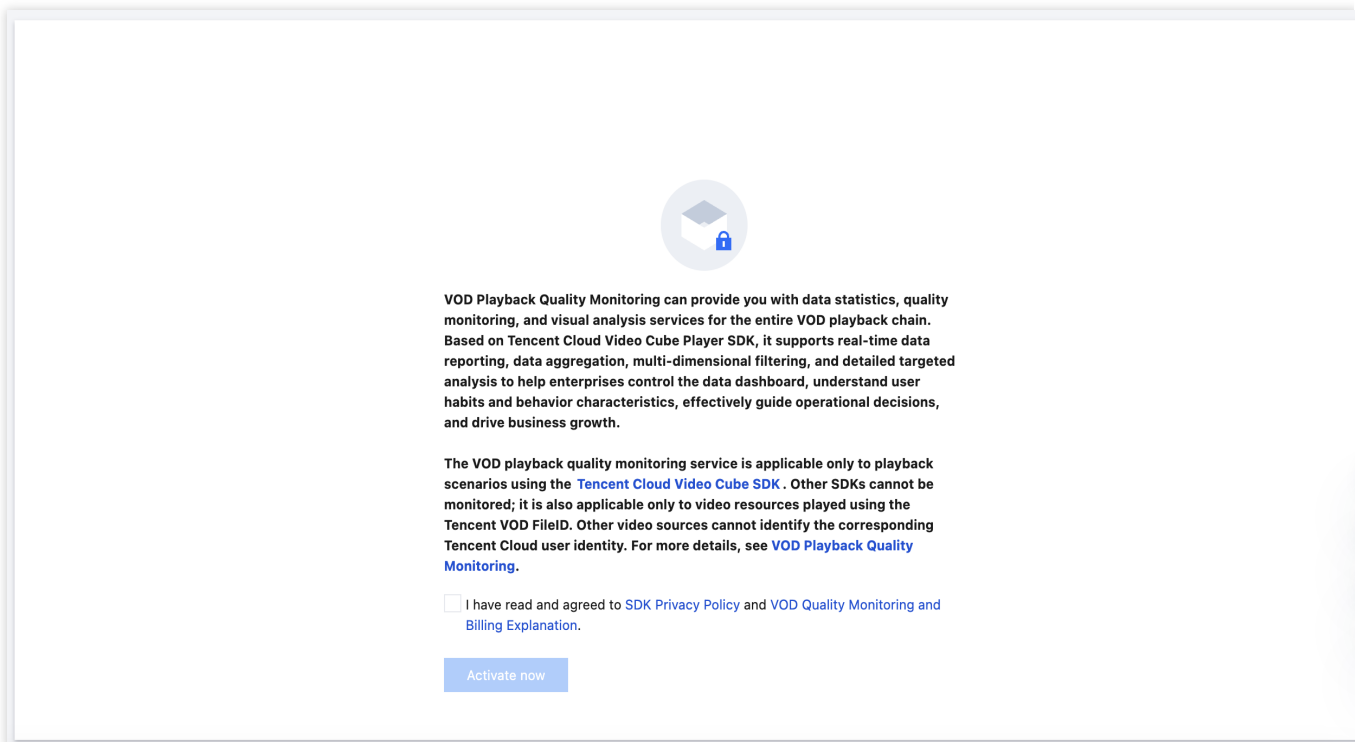 VOD Playback Quality Monitoring can provide you with data statistics, quality
monitoring, and visual analysis services for the entire VOD playback chain.
Based on Tencent Cloud Video Cube Player SDK, it supports real-time data
reporting, data aggregation, multi-dimensional filtering, and detailed targeted
analysis to help enterprises control the data dashboard, understand user
habits and behavior characteristics, effectively guide operational decisions,
and drive business growth.
The VOD playback quality monitoring service is applicable only to playback
scenarios using the Tencent Cloud Video Cube SDK . Other SDKs cannot be
monitored; it is also applicable only to video resources played using the
Tencent VOD FileID. Other video sources cannot identify the corresponding
Tencent Cloud user identity. For more details, see VOD Playback Quality
Monitoring.
I have read and agreed to SDK Privacy Policy and VOD Quality Monitoring and
Billing Explanation.
Activate now